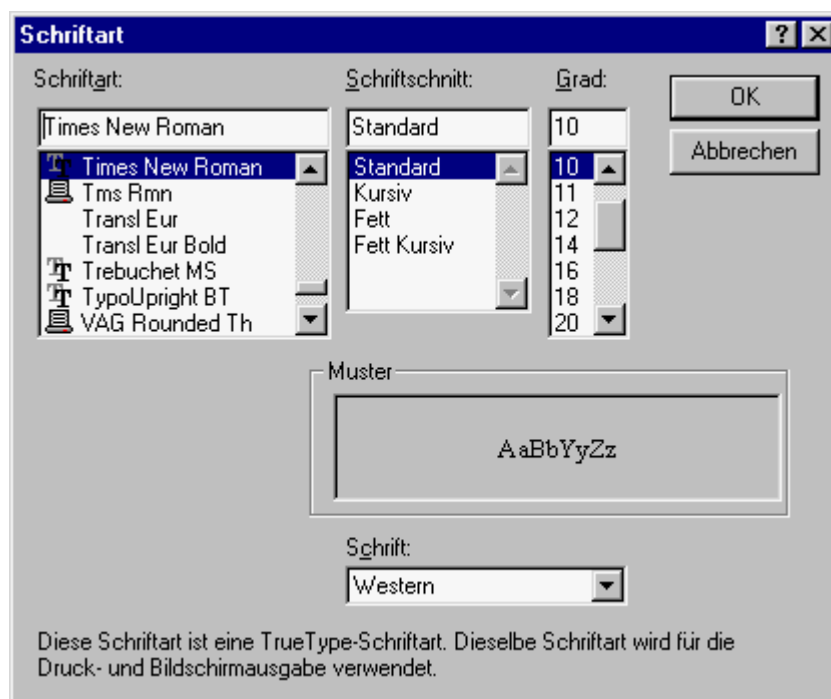 Schriftart
Schriftart:
Times New Roman
Times New Roman
Tms Rmn
Transl Eur
Transl Eur Bold
Trebuchet MS
TypoUpright BT
VAG Rounded Th
Schriftschnitt:
Standard
Standard
Kursiv
Fett
Fett Kursiv
Grad:
10
10
11
12
14
16
18
20
OK
Abbrechen
Muster
AaBbYyZz
Schrift:
Western
Diese Schriftart ist eine TrueType-Schriftart. Dieselbe Schriftart wird für die
Druck- und Bildschirmausgabe verwendet.